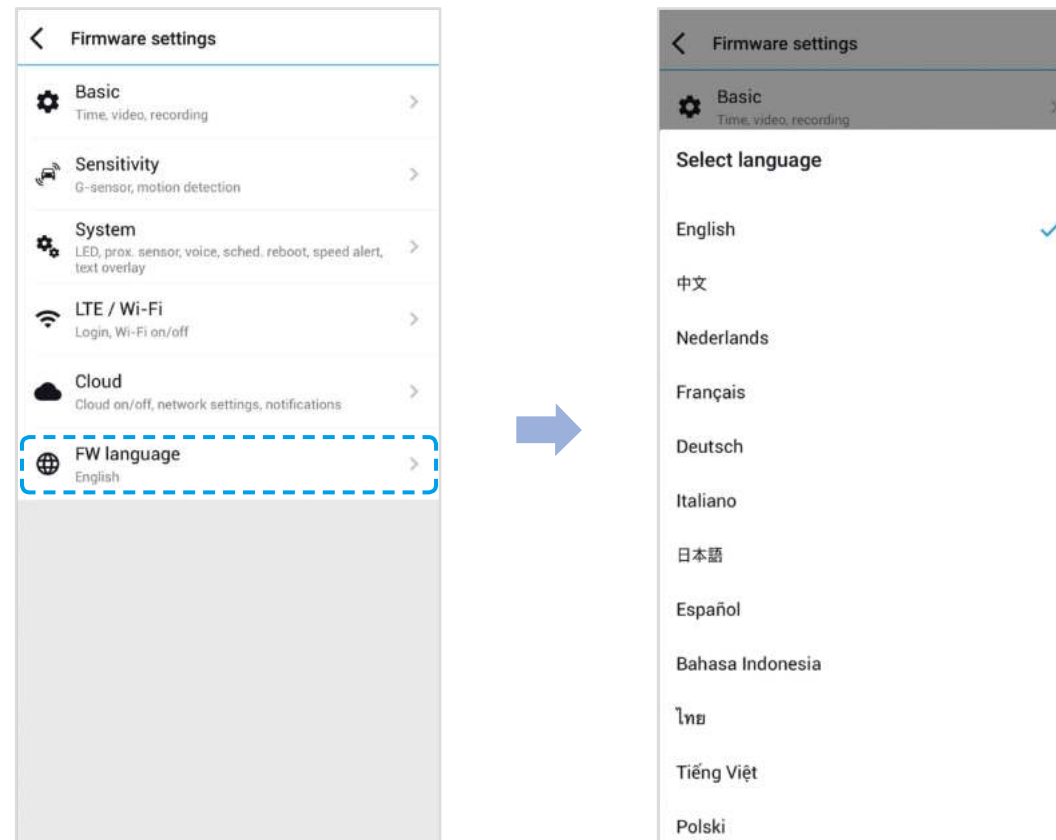 Firmware settings
Basic
Time, video, recording
Sensitivity
G-sensor, motion detection
System
LED, prox. sensor, voice, sched. reboot, speed alert,
text overlay
LTE / Wi-Fi
Login, Wi-Fi on/off
Cloud
Cloud on/off, network settings, notifications
FW language
English
Firmware settings
Basic
Time, video, recording
Select language
English
中文
Nederlands
Français
Deutsch
Italiano
日本語
Español
Bahasa Indonesia
ไทย
Tiếng Việt
Polski